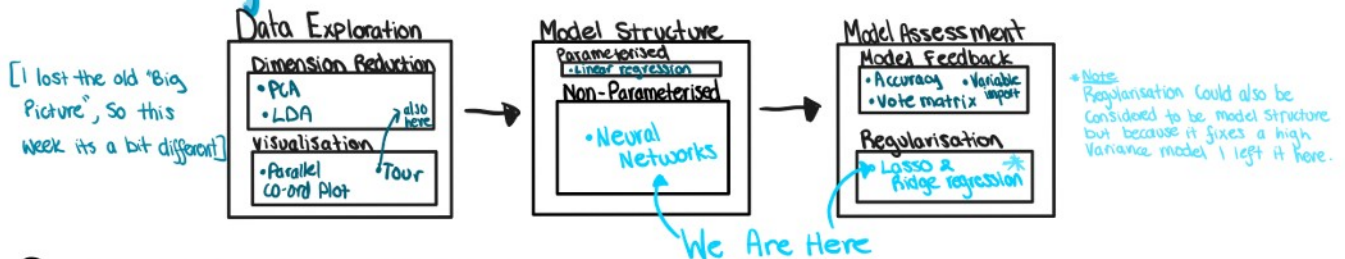 [I lost the old "Big
Picture", So this
week its a bit different]
Data Exploration
Dimension Reduction
• PCA
• LDA
also
here
Visualisation
• Parallel
co-ord Plot
• Tour
Model Structure
Parameterised
• Linear regression
Non-Parameterised
• Neural
Networks
Model Assessment
Model Feedback
• Accuracy
• Variable
import
• Vote matrix
Regularisation
• Lasso &
Ridge regression
*
We Are Here
* Note
Regularisation Could also be
considered to be model structure
but because it fixes a high
variance model I left it here.